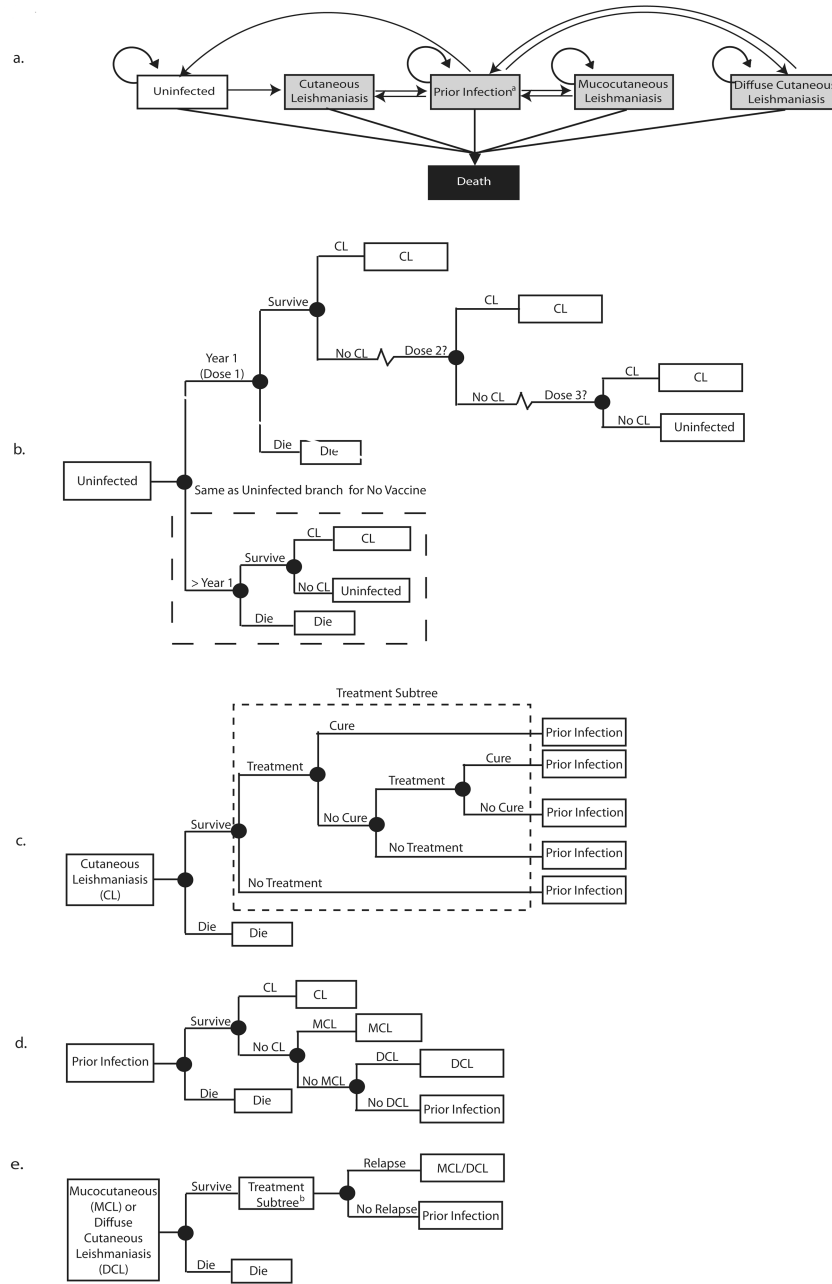 a.
Uninfected
Cutaneous
Leishmaniasis
Prior Infectionᵃ
Mucocutaneous
Leishmaniasis
Diffuse Cutaneous
Leishmaniasis
Death
b.
Uninfected
Year 1
(Dose 1)
Survive
CL
CL
No CL
Dose 2?
CL
CL
No CL
Dose 3?
CL
CL
No CL
Uninfected
Die
Die
Same as Uninfected branch for No Vaccine
> Year 1
Survive
CL
CL
No CL
Uninfected
Die
Die
c.
Treatment Subtree
Cutaneous
Leishmaniasis
(CL)
Survive
Treatment
Cure
Prior Infection
No Cure
Treatment
Cure
Prior Infection
No Cure
Prior Infection
No Treatment
Prior Infection
No Treatment
Prior Infection
Die
Die
d.
Prior Infection
Survive
CL
CL
No CL
MCL
MCL
No MCL
DCL
DCL
No DCL
Prior Infection
Die
Die
e.
Mucocutaneous
(MCL) or
Diffuse
Cutaneous
Leishmaniasis
(DCL)
Survive
Treatment
Subtreeᵇ
Relapse
MCL/DCL
No Relapse
Prior Infection
Die
Die